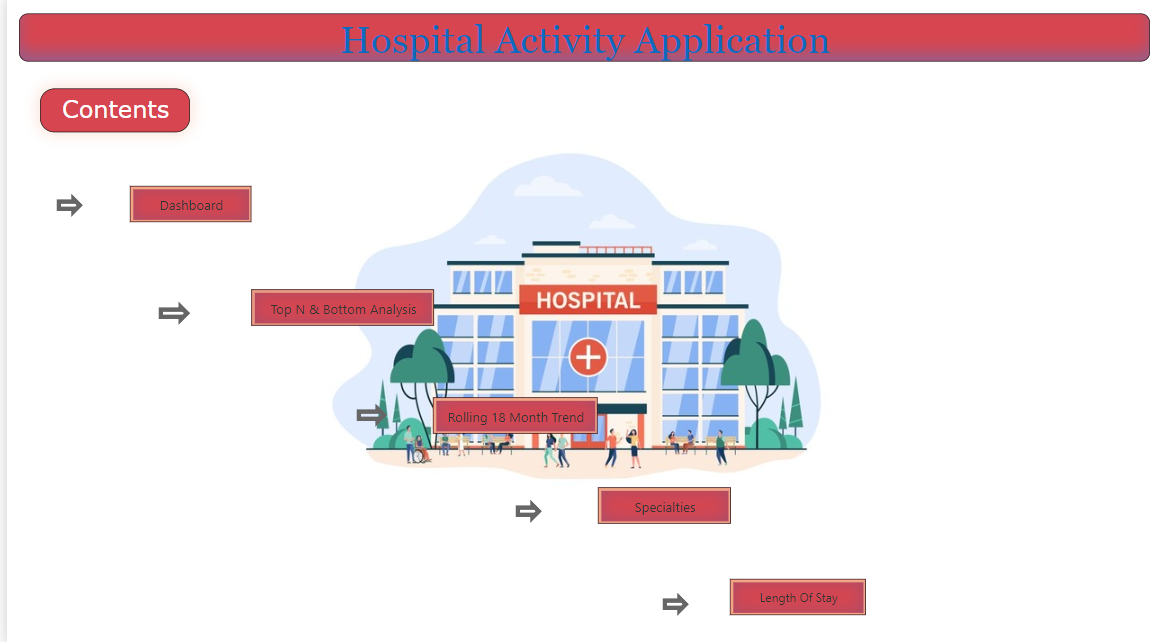 Hospital Activity Application
Contents
Dashboard
HOSPITAL
Top N & Bottom Analysis
Rolling 18 Month Trend
Specialties
Length Of Stay